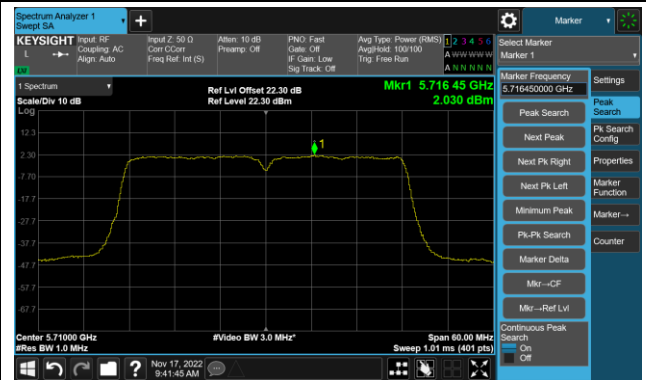 Spectrum Analyzer 1
Swept SA
Marker
KEYSIGHT
L
LXI
Input: RF
Coupling: AC
Align: Auto
Input Z: 50 Ω
Corr CCorr
Freq Ref: Int (S)
Atten: 10 dB
Preamp: Off
PNO: Fast
Gate: Off
IF Gain: Low
Sig Track: Off
Avg Type: Power (RMS)
Avg|Hold: 100/100
Trig: Free Run
1 2 3 4 5 6
A W W W W W
A N N N N N
Select Marker
Marker 1
1 Spectrum
Scale/Div 10 dB
Log
Ref Lvl Offset 22.30 dB
Ref Level 22.30 dBm
Mkr1 5.716 45 GHz
2.030 dBm
1
12.3
2.30
-7.70
-17.7
-27.7
-37.7
-47.7
-57.7
-67.7
Center 5.71000 GHz
#Res BW 1.0 MHz
#Video BW 3.0 MHz*
Span 60.00 MHz
Sweep 1.01 ms (401 pts)
Marker Frequency
5.716450000 GHz
Peak Search
Next Peak
Next Pk Right
Next Pk Left
Minimum Peak
Pk-Pk Search
Marker Delta
Mkr→CF
Mkr→Ref Lvl
Continuous Peak
Search
On
Off
Settings
Peak
Search
Pk Search
Config
Properties
Marker
Function
Marker→
Counter
?
Nov 17, 2022
9:41:45 AM